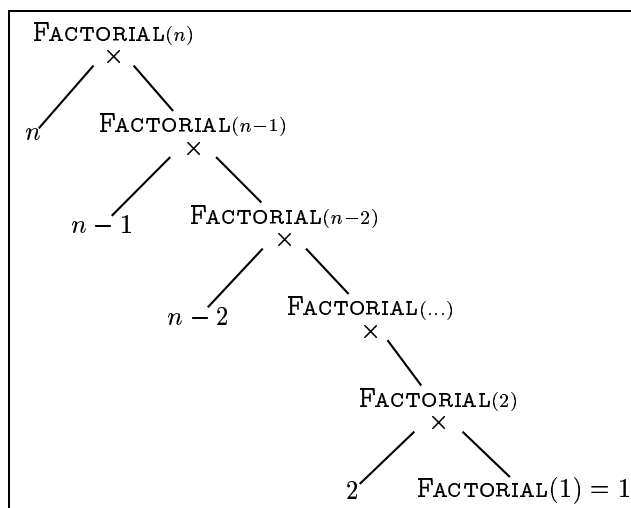 FACTORIAL(n)
×
n
FACTORIAL(n−1)
×
n − 1
FACTORIAL(n−2)
×
n − 2
FACTORIAL(...)
×
FACTORIAL(2)
×
2
FACTORIAL(1) = 1